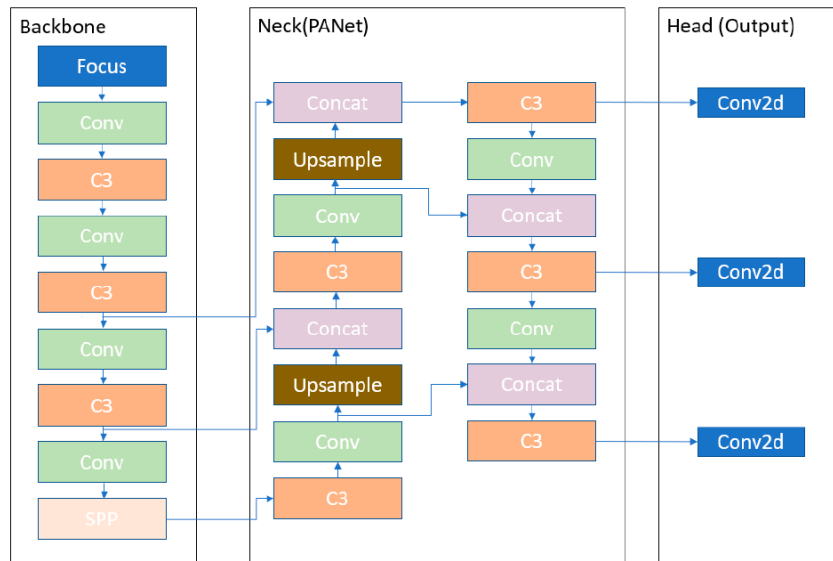 Backbone
Focus
Conv
C3
Conv
C3
Conv
C3
Conv
SPP
Neck(PANet)
Concat
Upsample
Conv
C3
Concat
Upsample
Conv
C3
C3
Conv
Concat
C3
Conv
Concat
C3
Head (Output)
Conv2d
Conv2d
Conv2d